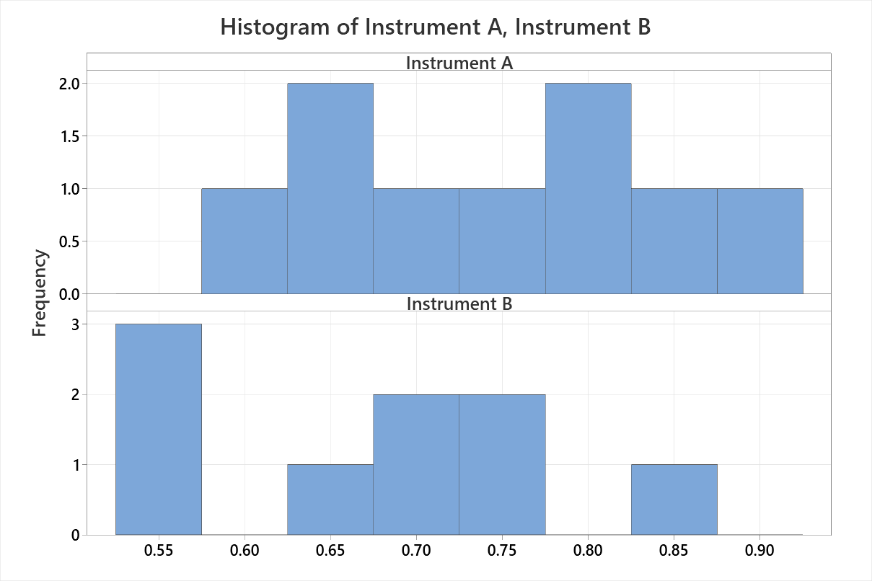 Histogram of Instrument A, Instrument B
Instrument A
2.0
1.5
1.0
0.5
0.0
Frequency
Instrument B
3
2
1
0
0.55 0.60 0.65 0.70 0.75 0.80 0.85 0.90